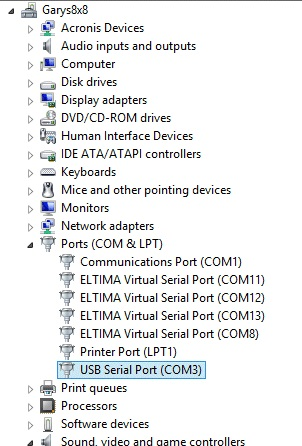 Garys8x8
Acronis Devices
Audio inputs and outputs
Computer
Disk drives
Display adapters
DVD/CD-ROM drives
Human Interface Devices
IDE ATA/ATAPI controllers
Keyboards
Mice and other pointing devices
Monitors
Network adapters
Ports (COM & LPT)
Communications Port (COM1)
ELTIMA Virtual Serial Port (COM11)
ELTIMA Virtual Serial Port (COM12)
ELTIMA Virtual Serial Port (COM13)
ELTIMA Virtual Serial Port (COM8)
Printer Port (LPT1)
USB Serial Port (COM3)
Print queues
Processors
Software devices
Sound, video and game controllers